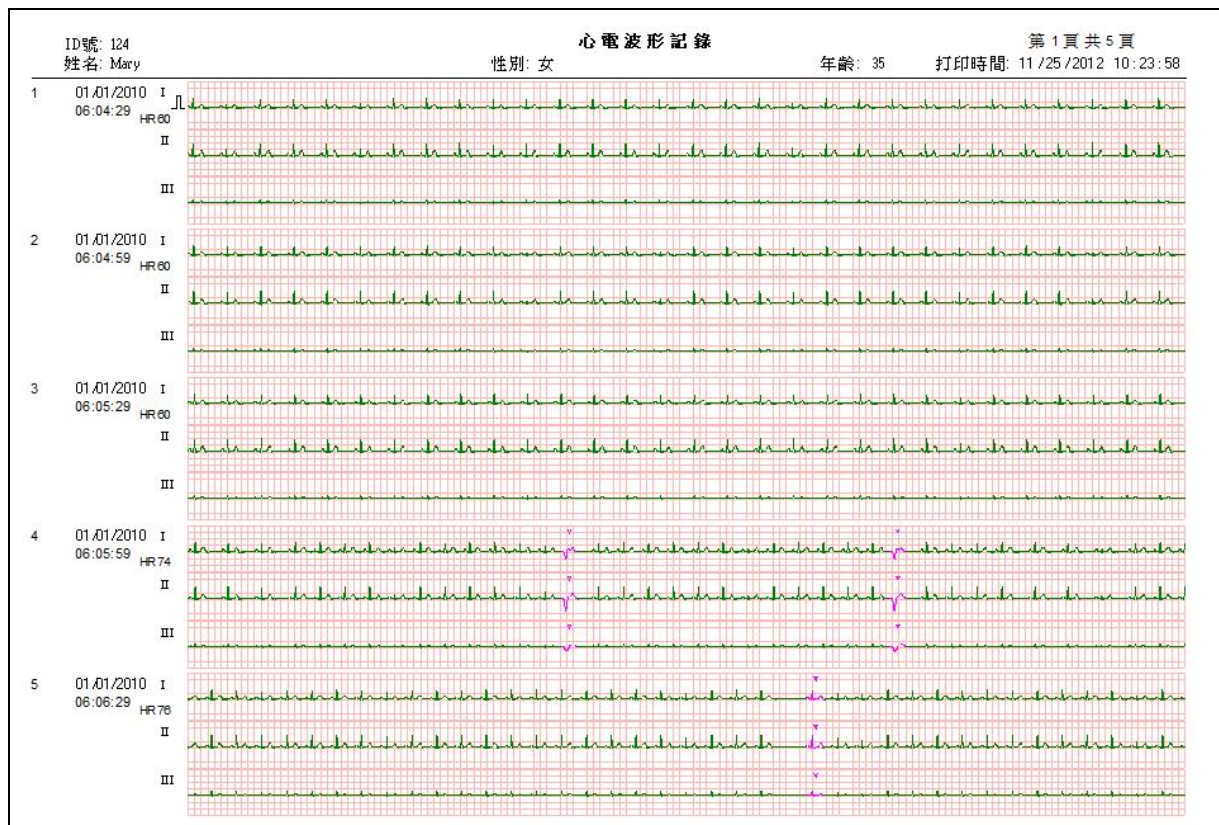 心電波形記錄
ID號: 124 第 1 頁 共 5 頁
姓名: Mary 性別: 女 年齡: 35 打印時間: 11/25/2012 10:23:58
1 01/01/2010 I
06:04:29
HR60
II
III
2 01/01/2010 I
06:04:59
HR60
II
III
3 01/01/2010 I
06:05:29
HR60
II
III
4 01/01/2010 I
06:05:59
HR74
II
III
5 01/01/2010 I
06:06:29
HR76
II
III